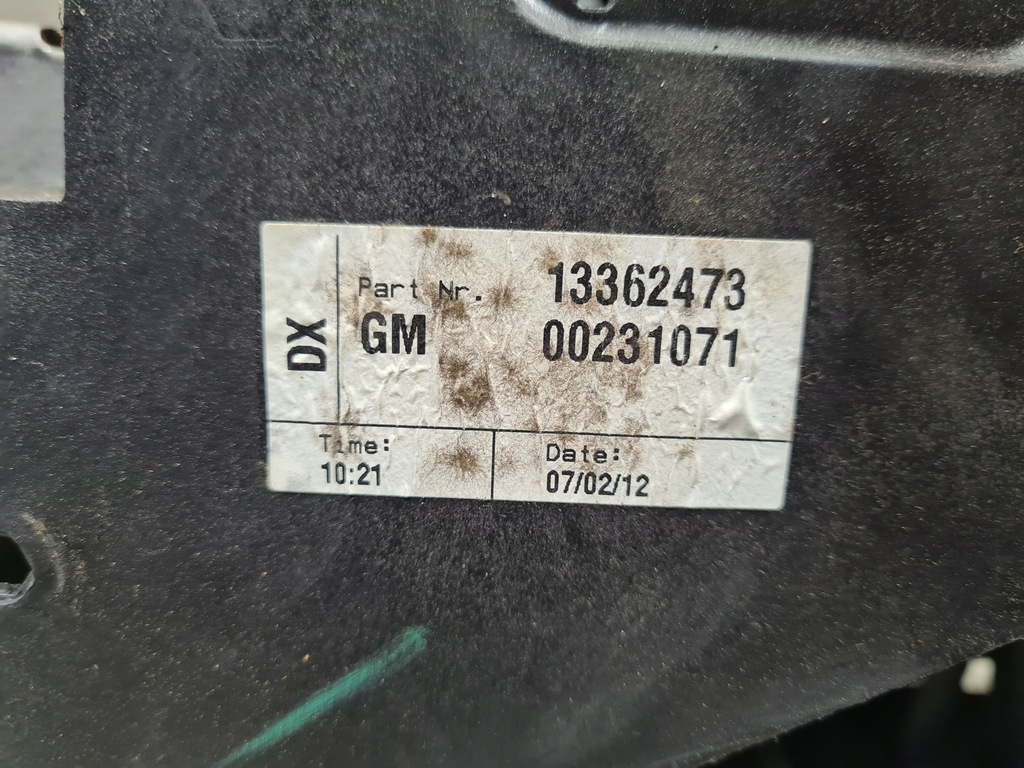 DX
Part Nr. 13362473
GM 00231071
Time:
10:21
Date:
07/02/12